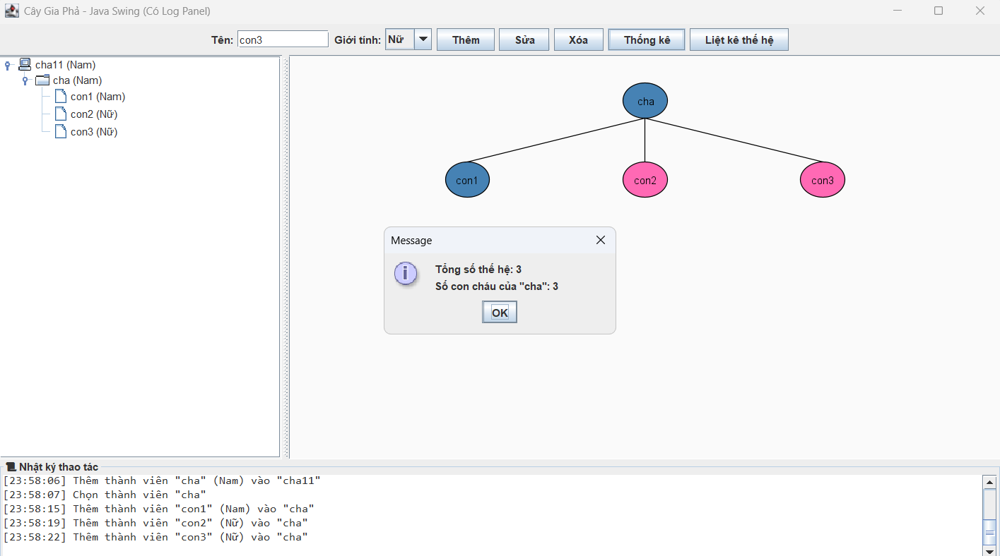 Cây Gia Phả - Java Swing (Có Log Panel)
Tên: con3 Giới tính: Nữ Thêm Sửa Xóa Thống kê Liệt kê thế hệ
cha11 (Nam)
cha (Nam)
con1 (Nam)
con2 (Nữ)
con3 (Nữ)
cha
con1 con2 con3
Message
Tổng số thế hệ: 3
Số con cháu của "cha": 3
OK
Nhật ký thao tác
[23:58:06] Thêm thành viên "cha" (Nam) vào "cha11"
[23:58:07] Chọn thành viên "cha"
[23:58:15] Thêm thành viên "con1" (Nam) vào "cha"
[23:58:19] Thêm thành viên "con2" (Nữ) vào "cha"
[23:58:22] Thêm thành viên "con3" (Nữ) vào "cha"